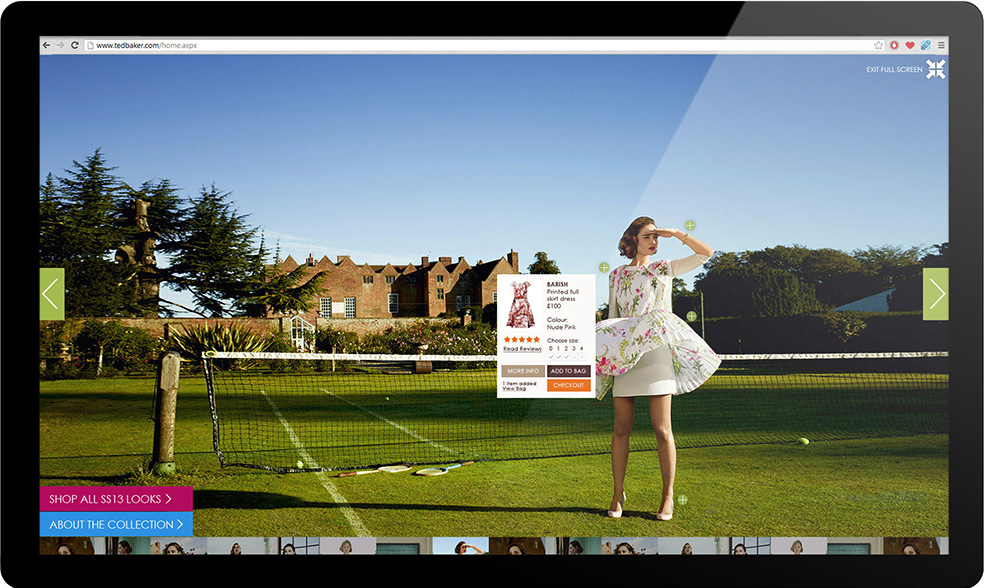 www.tedbaker.com/home.aspx
EXIT FULL SCREEN
BARISH
Printed full
skirt dress
£100
Colour:
Nude Pink
Choose size:
0 1 2 3 4
Read Reviews
MORE INFO
ADD TO BAG
1 item added
View Bag
CHECKOUT
SHOP ALL SS13 LOOKS
ABOUT THE COLLECTION